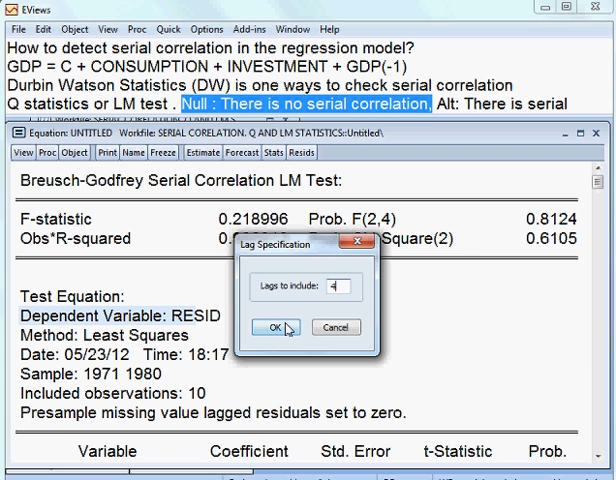 EViews
File Edit Object View Proc Quick Options Add-ins Window Help
How to detect serial correlation in the regression model?
GDP = C + CONSUMPTION + INVESTMENT + GDP(-1)
Durbin Watson Statistics (DW) is one ways to check serial correlation
Q statistics or LM test . Null : There is no serial correlation, Alt: There is serial
Equation: UNTITLED Workfile: SERIAL CORELATION. Q AND LM STATISTICS::Untitled\
View Proc Object Print Name Freeze Estimate Forecast Stats Resids
Breusch-Godfrey Serial Correlation LM Test:
F-statistic 0.218996 Prob. F(2,4) 0.8124
Obs*R-squared Square(2) 0.6105
Lag Specification
Lags to include: 4
OK Cancel
Test Equation:
Dependent Variable: RESID
Method: Least Squares
Date: 05/23/12 Time: 18:17
Sample: 1971 1980
Included observations: 10
Presample missing value lagged residuals set to zero.
Variable Coefficient Std. Error t-Statistic Prob.